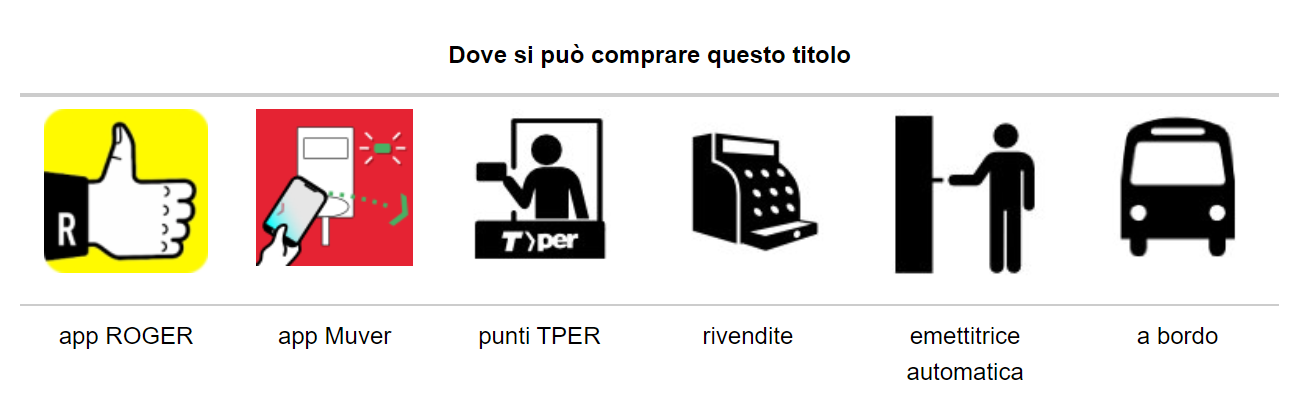 Dove si può comprare questo titolo
R
T>per
app ROGER
app Muver
punti TPER
rivendite
emettitrice
automatica
a bordo